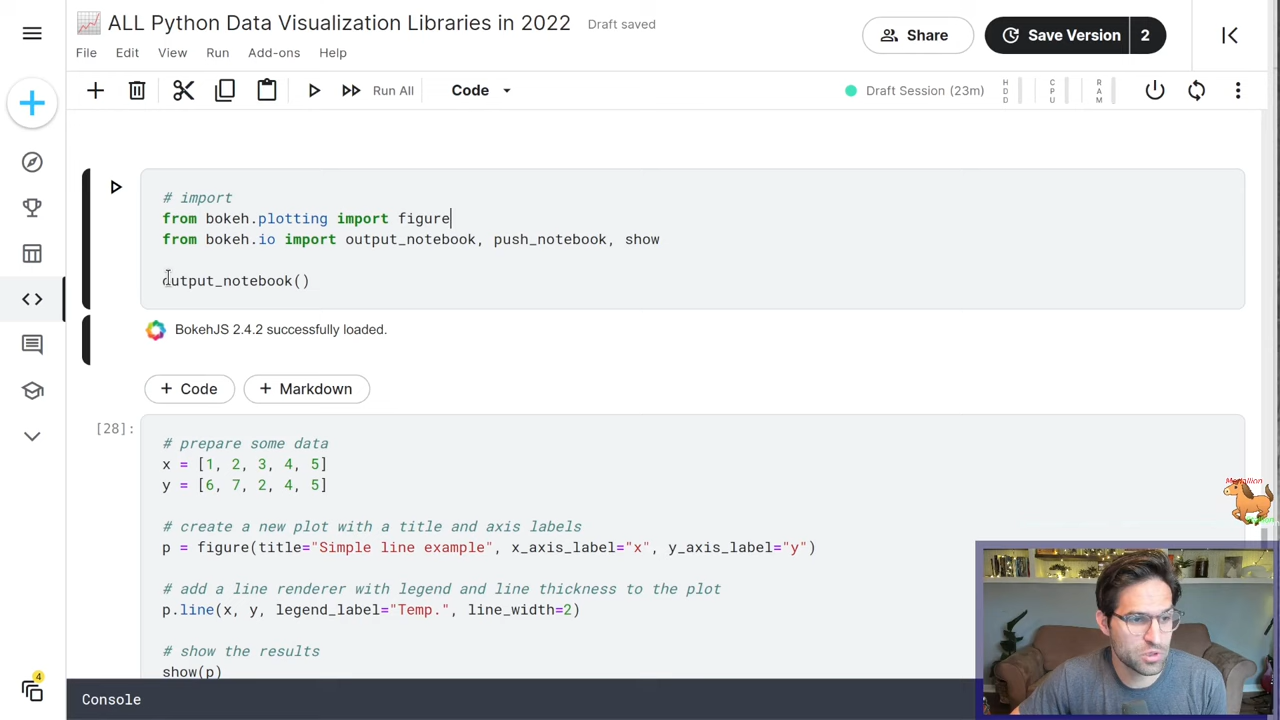 📈 ALL Python Data Visualization Libraries in 2022 Draft saved
File Edit View Run Add-ons Help
Share
Save Version 2
Run All
Code
Draft Session (23m)
HDD
CPU
RAM
# import
from bokeh.plotting import figure
from bokeh.io import output_notebook, push_notebook, show
output_notebook()
BokehJS 2.4.2 successfully loaded.
+ Code + Markdown
[28]:
# prepare some data
x = [1, 2, 3, 4, 5]
y = [6, 7, 2, 4, 5]
# create a new plot with a title and axis labels
p = figure(title="Simple line example", x_axis_label="x", y_axis_label="y")
# add a line renderer with legend and line thickness to the plot
p.line(x, y, legend_label="Temp.", line_width=2)
# show the results
show(p)
Console
4